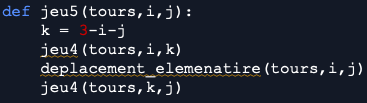 def jeu5(tours,i,j):
k = 3-i-j
jeu4(tours,i,k)
deplacement_elemenatire(tours,i,j)
jeu4(tours,k,j)